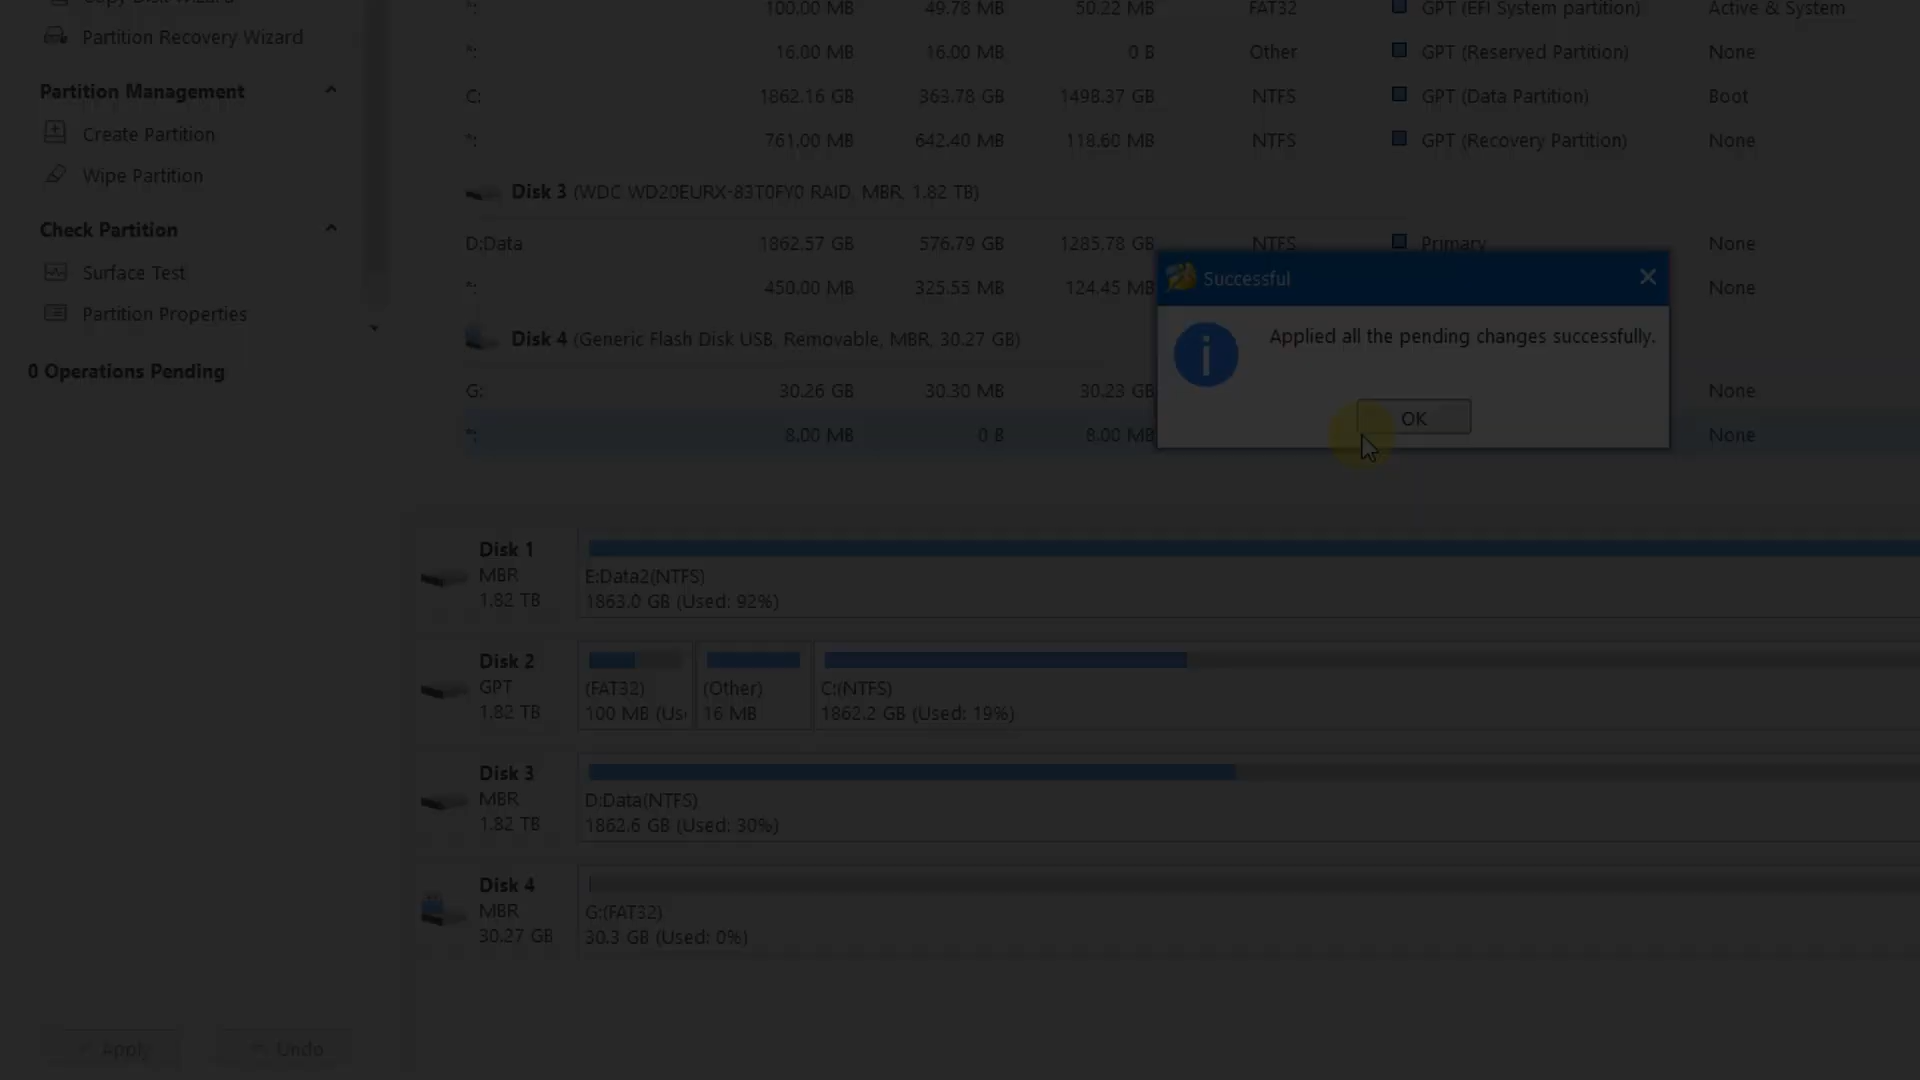 Copy Disk Wizard
Partition Recovery Wizard
Partition Management
Create Partition
Wipe Partition
Check Partition
Surface Test
Partition Properties
0 Operations Pending
Apply
Undo
*: 100.00 MB 49.78 MB 50.22 MB FAT32 GPT (EFI System partition) Active & System
*: 16.00 MB 16.00 MB 0 B Other GPT (Reserved Partition) None
C: 1862.16 GB 363.78 GB 1498.37 GB NTFS GPT (Data Partition) Boot
*: 761.00 MB 642.40 MB 118.60 MB NTFS GPT (Recovery Partition) None
Disk 3 (WDC WD20EURX-83T0FY0 RAID, MBR, 1.82 TB)
D:Data 1862.57 GB 576.79 GB 1285.78 GB NTFS Primary None
*: 450.00 MB 325.55 MB 124.45 MB None
Disk 4 (Generic Flash Disk USB, Removable, MBR, 30.27 GB)
G: 30.26 GB 30.30 MB 30.23 GB None
*: 8.00 MB 0 B 8.00 MB None
Successful
Applied all the pending changes successfully.
OK
Disk 1
MBR
1.82 TB
E:Data2(NTFS)
1863.0 GB (Used: 92%)
Disk 2
GPT
1.82 TB
(FAT32)
100 MB (Us
(Other)
16 MB
C:(NTFS)
1862.2 GB (Used: 19%)
Disk 3
MBR
1.82 TB
D:Data(NTFS)
1862.6 GB (Used: 30%)
Disk 4
MBR
30.27 GB
G:(FAT32)
30.3 GB (Used: 0%)